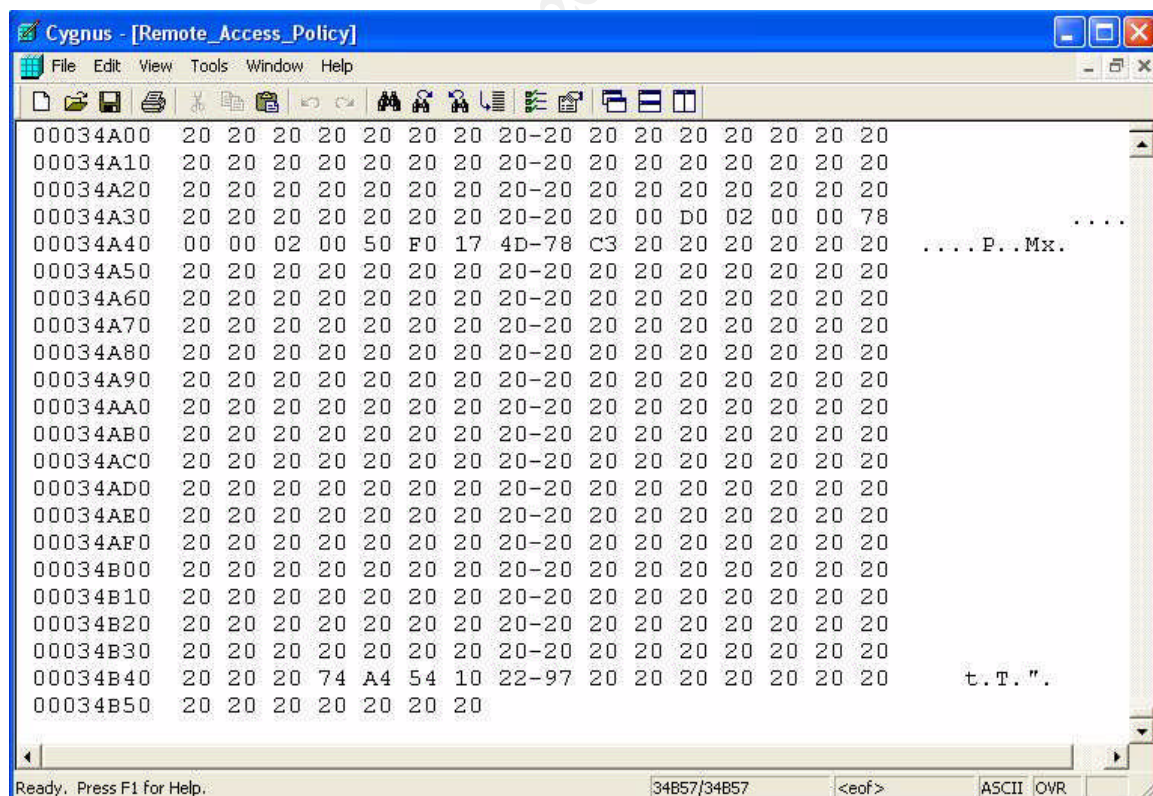 Cygnus - [Remote_Access_Policy]
File Edit View Tools Window Help
00034A00 20 20 20 20 20 20 20 20-20 20 20 20 20 20 20 20
00034A10 20 20 20 20 20 20 20 20-20 20 20 20 20 20 20 20
00034A20 20 20 20 20 20 20 20 20-20 20 20 20 20 20 20 20
00034A30 20 20 20 20 20 20 20 20-20 20 00 D0 02 00 00 78 ....
00034A40 00 00 02 00 50 F0 17 4D-78 C3 20 20 20 20 20 20 ....P..Mx.
00034A50 20 20 20 20 20 20 20 20-20 20 20 20 20 20 20 20
00034A60 20 20 20 20 20 20 20 20-20 20 20 20 20 20 20 20
00034A70 20 20 20 20 20 20 20 20-20 20 20 20 20 20 20 20
00034A80 20 20 20 20 20 20 20 20-20 20 20 20 20 20 20 20
00034A90 20 20 20 20 20 20 20 20-20 20 20 20 20 20 20 20
00034AA0 20 20 20 20 20 20 20 20-20 20 20 20 20 20 20 20
00034AB0 20 20 20 20 20 20 20 20-20 20 20 20 20 20 20 20
00034AC0 20 20 20 20 20 20 20 20-20 20 20 20 20 20 20 20
00034AD0 20 20 20 20 20 20 20 20-20 20 20 20 20 20 20 20
00034AE0 20 20 20 20 20 20 20 20-20 20 20 20 20 20 20 20
00034AF0 20 20 20 20 20 20 20 20-20 20 20 20 20 20 20 20
00034B00 20 20 20 20 20 20 20 20-20 20 20 20 20 20 20 20
00034B10 20 20 20 20 20 20 20 20-20 20 20 20 20 20 20 20
00034B20 20 20 20 20 20 20 20 20-20 20 20 20 20 20 20 20
00034B30 20 20 20 20 20 20 20 20-20 20 20 20 20 20 20 20
00034B40 20 20 20 74 A4 54 10 22-97 20 20 20 20 20 20 20 t.T.".
00034B50 20 20 20 20 20 20 20
Ready. Press F1 for Help. 34B57/34B57 <eof> ASCII OVR